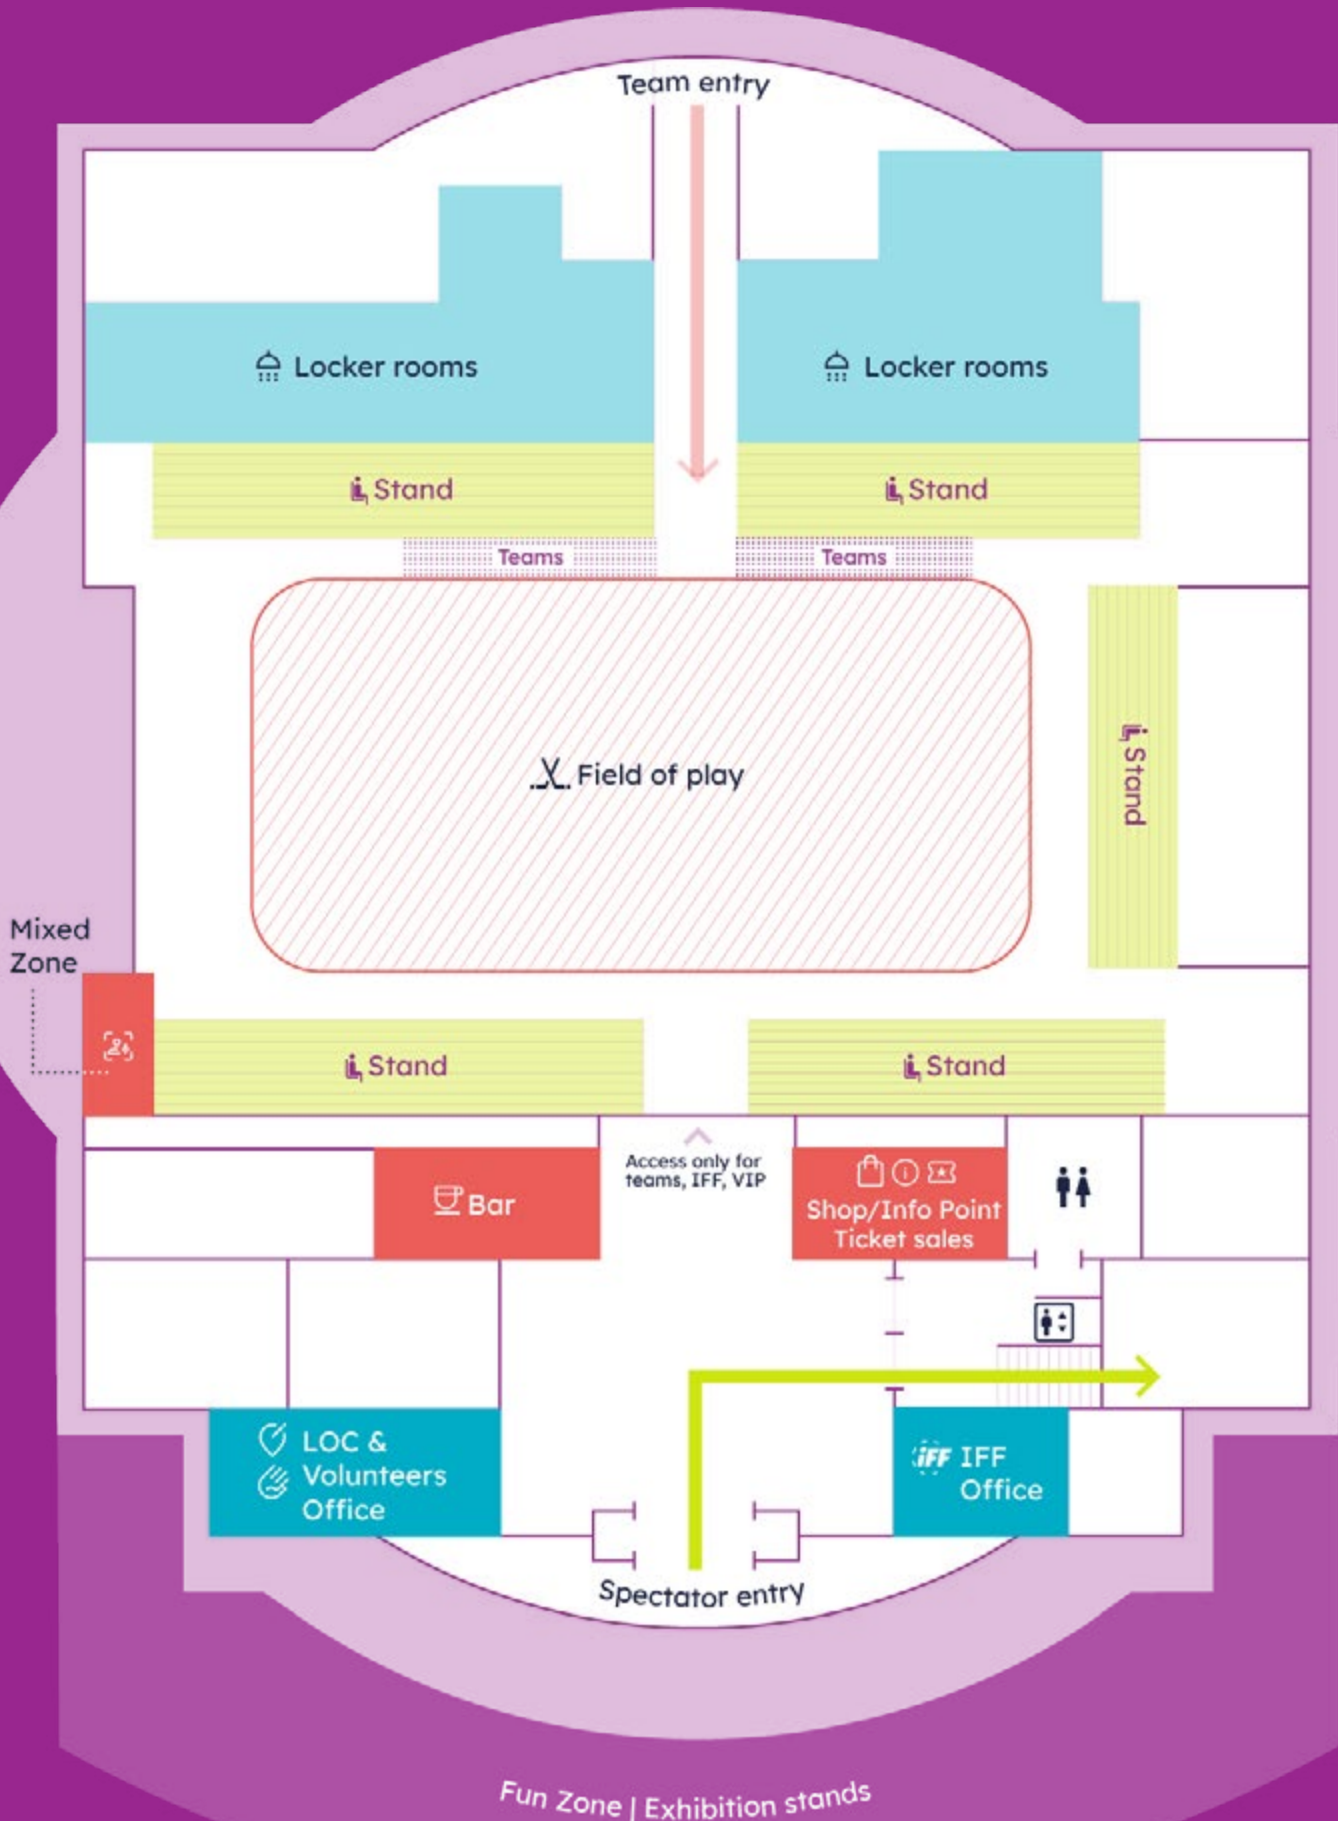 Team entry
Locker rooms
Locker rooms
Stand
Stand
Teams
Teams
Field of play
Stand
Mixed
Zone
Stand
Stand
Access only for
teams, IFF, VIP
Bar
Shop/Info Point
Ticket sales
LOC &
Volunteers
Office
iFF IFF
Office
Spectator entry
Fun Zone | Exhibition stands